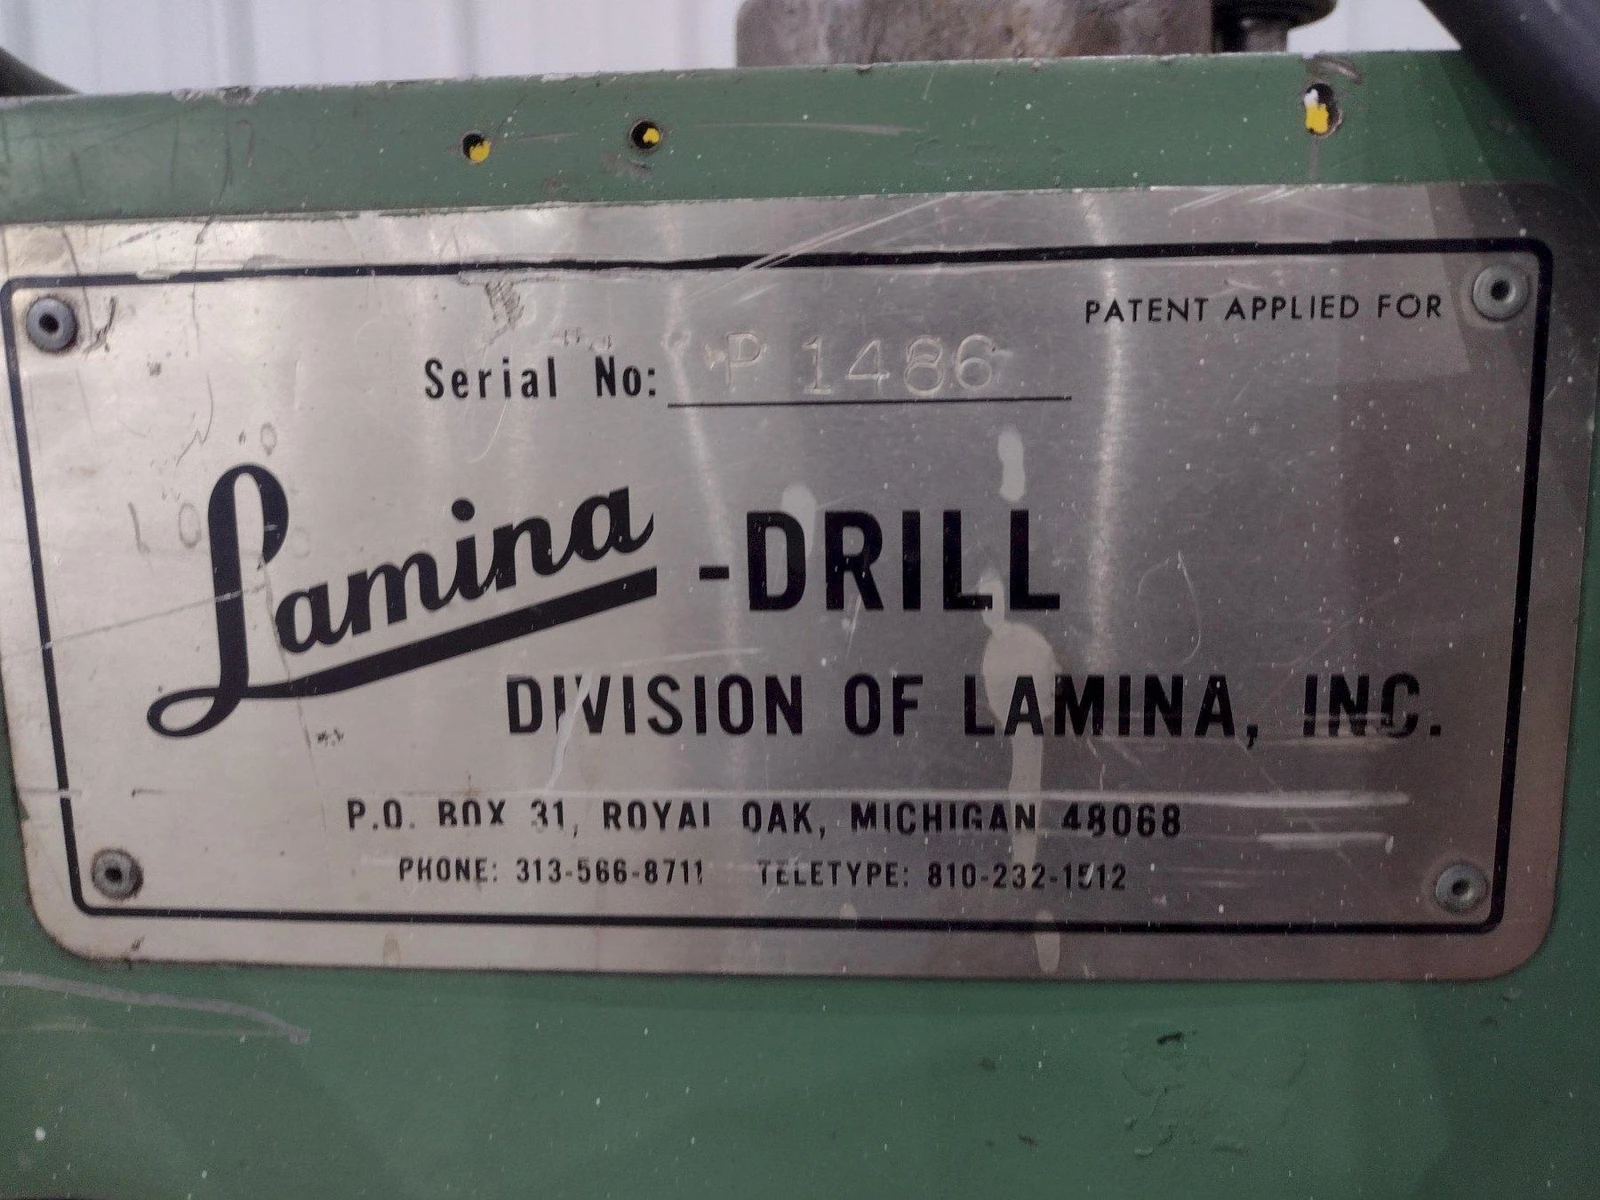 PATENT APPLIED FOR
Serial No: P 1486
Lamina -DRILL
DIVISION OF LAMINA, INC.
P.O. BOX 31, ROYAL OAK, MICHIGAN 48068
PHONE: 313-566-8711 TELETYPE: 810-232-1512